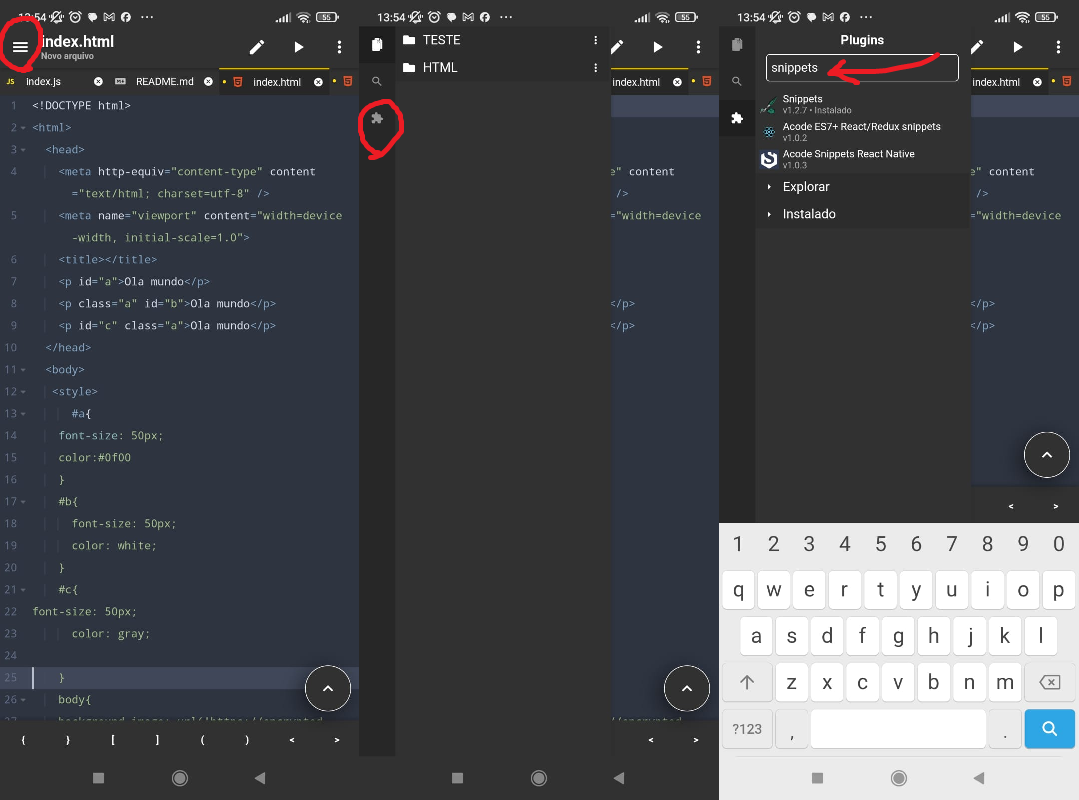 13:54
55
index.html
Novo arquivo
JS index.js
README.md
index.html
1 <!DOCTYPE html>
2 <html>
3 <head>
4 <meta http-equiv="content-type" content
="text/html; charset=utf-8" />
5 <meta name="viewport" content="width=device
-width, initial-scale=1.0">
6 <title></title>
7 <p id="a">Ola mundo</p>
8 <p class="a" id="b">Ola mundo</p>
9 <p id="c" class="a">Ola mundo</p>
10 </head>
11 <body>
12 <style>
13 #a{
14 font-size: 50px;
15 color:#0f00
16 }
17 #b{
18 font-size: 50px;
19 color: white;
20 }
21 #c{
22 font-size: 50px;
23 color: gray;
24
25 }
26 body{
{ } [ ] ( ) < >
13:54
55
TESTE
HTML
index.html
" content
/>
"width=device
</p>
</p>
< >
13:54
55
Plugins
snippets
Snippets
v1.2.7 • Instalado
Acode ES7+ React/Redux snippets
v1.0.2
Acode Snippets React Native
v1.0.3
Explorar
Instalado
index.html
" content
/>
"width=device
</p>
</p>
< >
1 2 3 4 5 6 7 8 9 0
q w e r t y u i o p
a s d f g h j k l
z x c v b n m
?123 , .